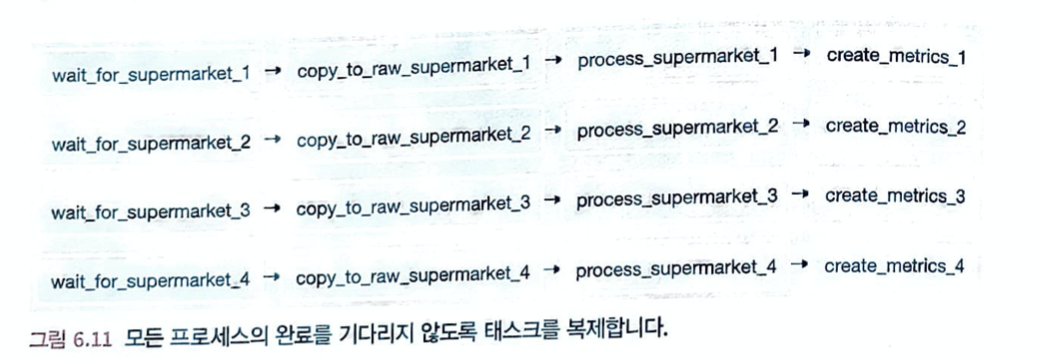 wait_for_supermarket_1 → copy_to_raw_supermarket_1 → process_supermarket_1 → create_metrics_1
wait_for_supermarket_2 → copy_to_raw_supermarket_2 → process_supermarket_2 → create_metrics_2
wait_for_supermarket_3 → copy_to_raw_supermarket_3 → process_supermarket_3 → create_metrics_3
wait_for_supermarket_4 → copy_to_raw_supermarket_4 → process_supermarket_4 → create_metrics_4
그림 6.11 모든 프로세스의 완료를 기다리지 않도록 태스크를 복제합니다.